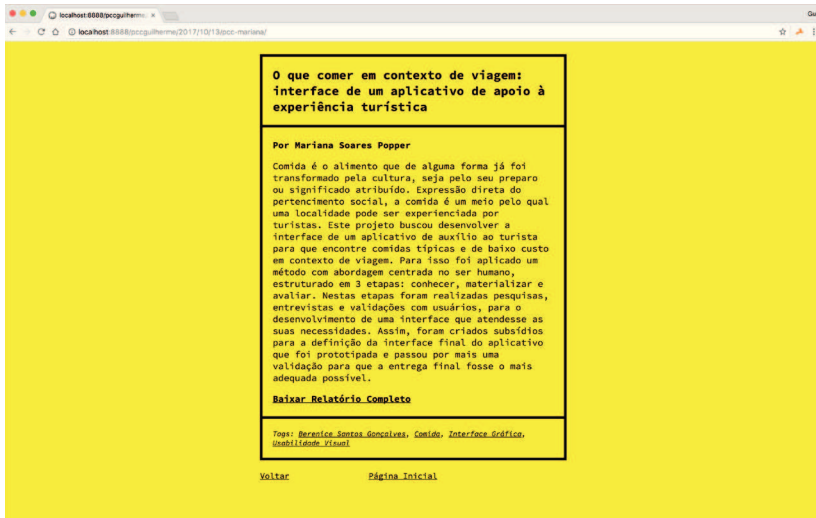 localhost:8888/pccguilherme
Gu
localhost:8888/pccguilherme/2017/10/13/pcc-mariana/
O que comer em contexto de viagem:
interface de um aplicativo de apoio à
experiência turística
Por Mariana Soares Popper
Comida é o alimento que de alguma forma já foi
transformado pela cultura, seja pelo seu preparo
ou significado atribuído. Expressão direta do
pertencimento social, a comida é um meio pelo qual
uma localidade pode ser experienciada por
turistas. Este projeto buscou desenvolver a
interface de um aplicativo de auxílio ao turista
para que encontre comidas típicas e de baixo custo
em contexto de viagem. Para isso foi aplicado um
método com abordagem centrada no ser humano,
estruturado em 3 etapas: conhecer, materializar e
avaliar. Nestas etapas foram realizadas pesquisas,
entrevistas e validações com usuários, para o
desenvolvimento de uma interface que atendesse as
suas necessidades. Assim, foram criados subsídios
para a definição da interface final do aplicativo
que foi prototipada e passou por mais uma
validação para que a entrega final fosse o mais
adequada possível.
Baixar Relatório Completo
Tags: Berenice Santos Gonçalves, Comida, Interface Gráfica,
Usabilidade Visual
Voltar Página Inicial